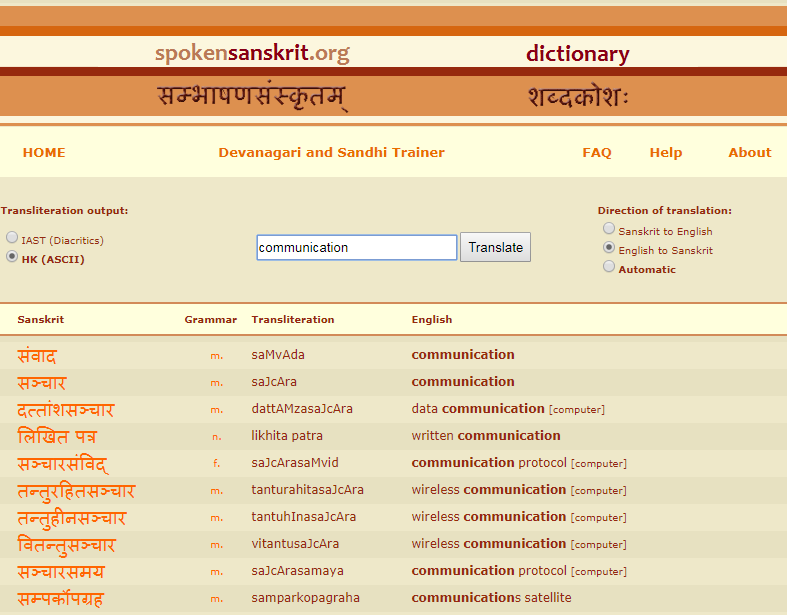 spokensanskrit.org dictionary
सम्भाषणसंस्कृतम् शब्दकोशः
HOME Devanagari and Sandhi Trainer FAQ Help About
Transliteration output:
IAST (Diacritics)
HK (ASCII)
communication Translate
Direction of translation:
Sanskrit to English
English to Sanskrit
Automatic
Sanskrit Grammar Transliteration English
संवाद m. saMvAda communication
सञ्चार m. saJcAra communication
दत्तांशसञ्चार m. dattAMzasaJcAra data communication [computer]
लिखित पत्र n. likhita patra written communication
सञ्चारसंविद् f. saJcArasaMvid communication protocol [computer]
तन्तुरहितसञ्चार m. tanturahitasaJcAra wireless communication [computer]
तन्तुहीनसञ्चार m. tantuhInasaJcAra wireless communication [computer]
वितन्तुसञ्चार m. vitantusaJcAra wireless communication [computer]
सञ्चारसमय m. saJcArasamaya communication protocol [computer]
सम्पर्कोपग्रह m. samparkopagraha communications satellite